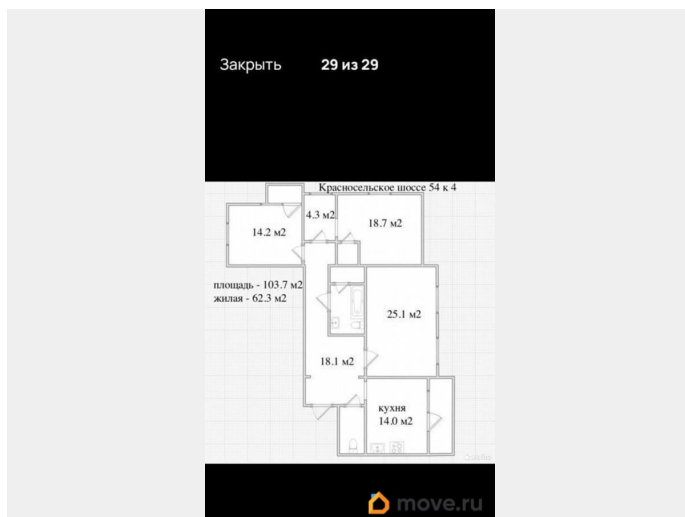 Закрыть 29 из 29
Красносельское шоссе 54 к 4
4.3 м2
18.7 м2
14.2 м2
площадь - 103.7 м2
жилая - 62.3 м2
25.1 м2
18.1 м2
кухня
14.0 м2
move.ru